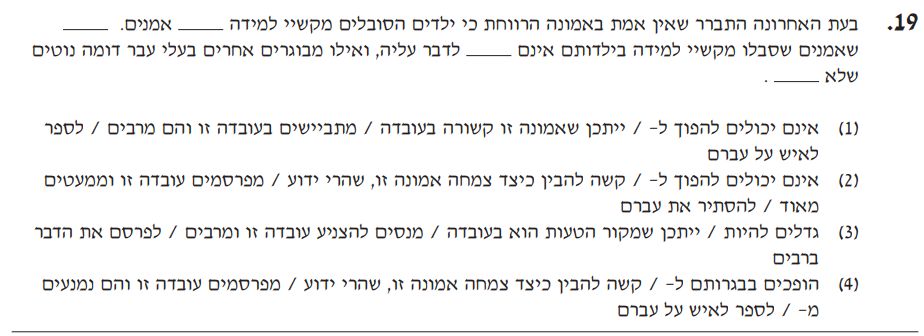 19. בעת האחרונה התברר שאין אמת באמונה הרווחת כי ילדים הסובלים מקשיי למידה _____ אמנים. _____
שאמנים שסבלו מקשיי למידה בילדותם אינם _____ לדבר עליה, ואילו מבוגרים אחרים בעלי עבר דומה נוטים
שלא _____ .
(1) אינם יכולים להפוך ל- / ייתכן שאמונה זו קשורה בעובדה / מתביישים בעובדה זו והם מרבים / לספר
לאיש על עברם
(2) אינם יכולים להפוך ל- / קשה להבין כיצד צמחה אמונה זו, שהרי ידוע / מפרסמים עובדה זו וממעטים
מאוד / להסתיר את עברם
(3) גדלים להיות / ייתכן שמקור הטעות הוא בעובדה / מנסים להצניע עובדה זו ומרבים / לפרסם את הדבר
ברבים
(4) הופכים בבגרותם ל- / קשה להבין כיצד צמחה אמונה זו, שהרי ידוע / מפרסמים עובדה זו והם נמנעים
מ- / לספר לאיש על עברם